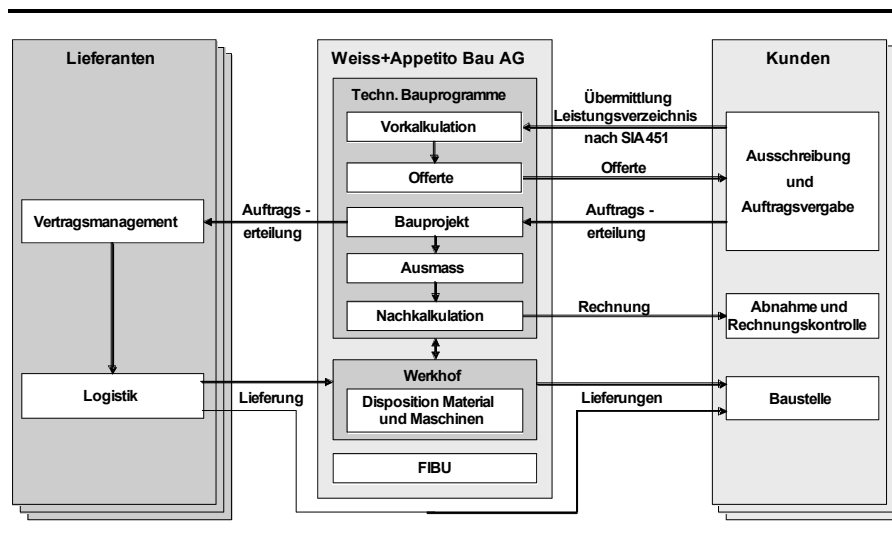 Lieferanten
Vertragsmanagement
Logistik
Auftrags -
erteilung
Lieferung
Weiss+Appetito Bau AG
Techn. Bauprogramme
Vorkalkulation
Offerte
Bauprojekt
Ausmass
Nachkalkulation
Werkhof
Disposition Material
und Maschinen
FIBU
Übermittlung
Leistungsverzeichnis
nach SIA 451
Offerte
Auftrags -
erteilung
Rechnung
Lieferungen
Kunden
Ausschreibung
und
Auftragsvergabe
Abnahme und
Rechnungskontrolle
Baustelle